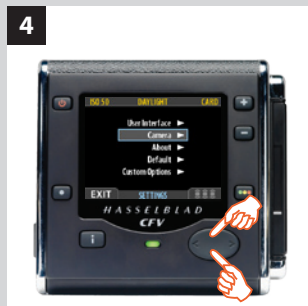 4
ISO 50 DAYLIGHT CARD
User Interface ►
Camera ►
About ►
Default ►
Custom Options ►
EXIT SETTINGS
HASSELBLAD
CFV
i